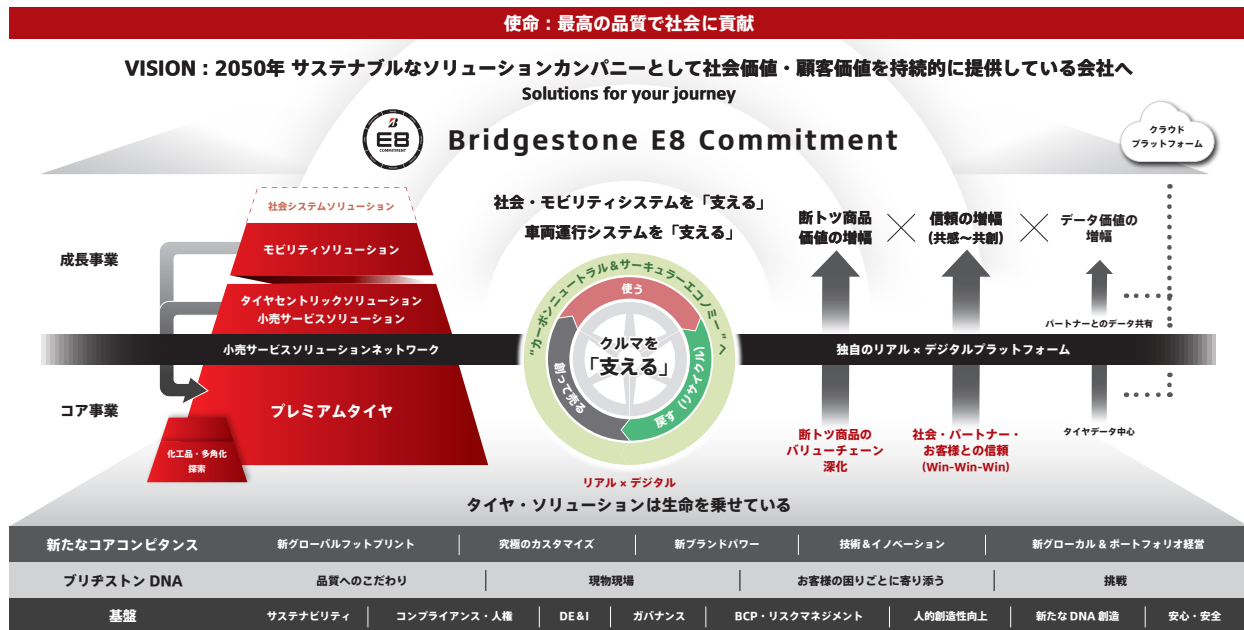 使命：最高の品質で社会に貢献
VISION：2050年 サステナブルなソリューションカンパニーとして社会価値・顧客価値を持続的に提供している会社へ
Solutions for your journey
E8
COMMITMENT
Bridgestone E8 Commitment
クラウド
プラットフォーム
社会システムソリューション
モビリティソリューション
成長事業
タイヤセントリックソリューション
小売サービスソリューション
小売サービスソリューションネットワーク
コア事業
プレミアムタイヤ
化工品・多角化
探索
社会・モビリティシステムを「支える」
車両運行システムを「支える」
“カーボンニュートラル&サーキュラーエコノミー”へ
使う
クルマを
「支える」
創って売る
戻す（リサイクル）
リアル×デジタル
タイヤ・ソリューションは生命を乗せている
断トツ商品
価値の増幅
信頼の増幅
(共感～共創)
データ価値の
増幅
パートナーとのデータ共有
独自のリアル×デジタルプラットフォーム
断トツ商品の
バリューチェーン
深化
社会・パートナー・
お客様との信頼
(Win-Win-Win)
タイヤデータ中心
新たなコアコンピタンス
新グローバルフットプリント
究極のカスタマイズ
新ブランドパワー
技術&イノベーション
新グローカル&ポートフォリオ経営
ブリヂストン DNA
品質へのこだわり
現物現場
お客様の困りごとに寄り添う
挑戦
基盤
サステナビリティ
コンプライアンス・人権
DE&I
ガバナンス
BCP・リスクマネジメント
人的創造性向上
新たな DNA 創造
安心・安全